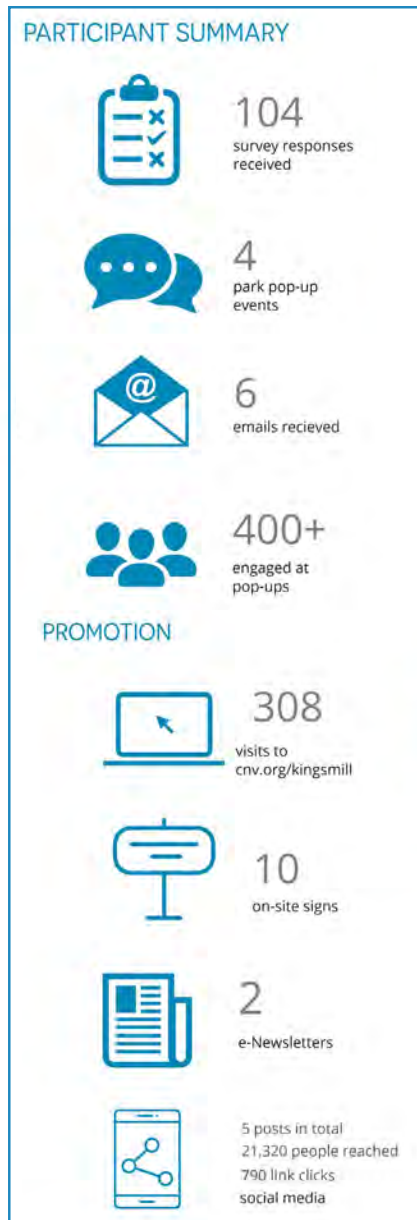 PARTICIPANT SUMMARY
104
survey responses
received
4
park pop-up
events
@
6
emails recieved
400+
engaged at
pop-ups
PROMOTION
308
visits to
cnv.org/kingsmill
10
on-site signs
2
e-Newsletters
5 posts in total
21,320 people reached
790 link clicks
social media